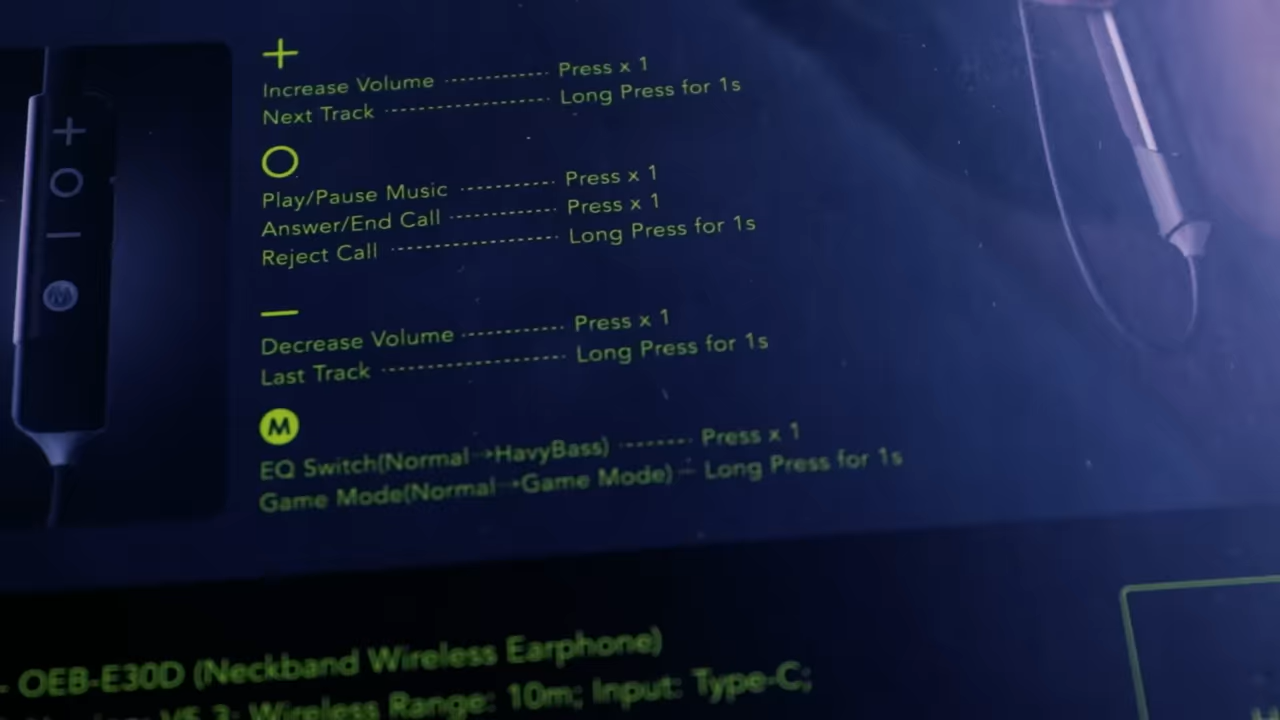 +
Increase Volume ---------- Press x 1
Next Track ---------- Long Press for 1s
Play/Pause Music ---------- Press x 1
Answer/End Call ---------- Press x 1
Reject Call ---------- Long Press for 1s
—
Decrease Volume ---------- Press x 1
Last Track ---------- Long Press for 1s
M
EQ Switch(Normal→HavyBass) ------- Press x 1
Game Mode(Normal→Game Mode) -- Long Press for 1s
- OEB-E30D (Neckband Wireless Earphone)
V5.3; Wireless Range: 10m; Input: Type-C;